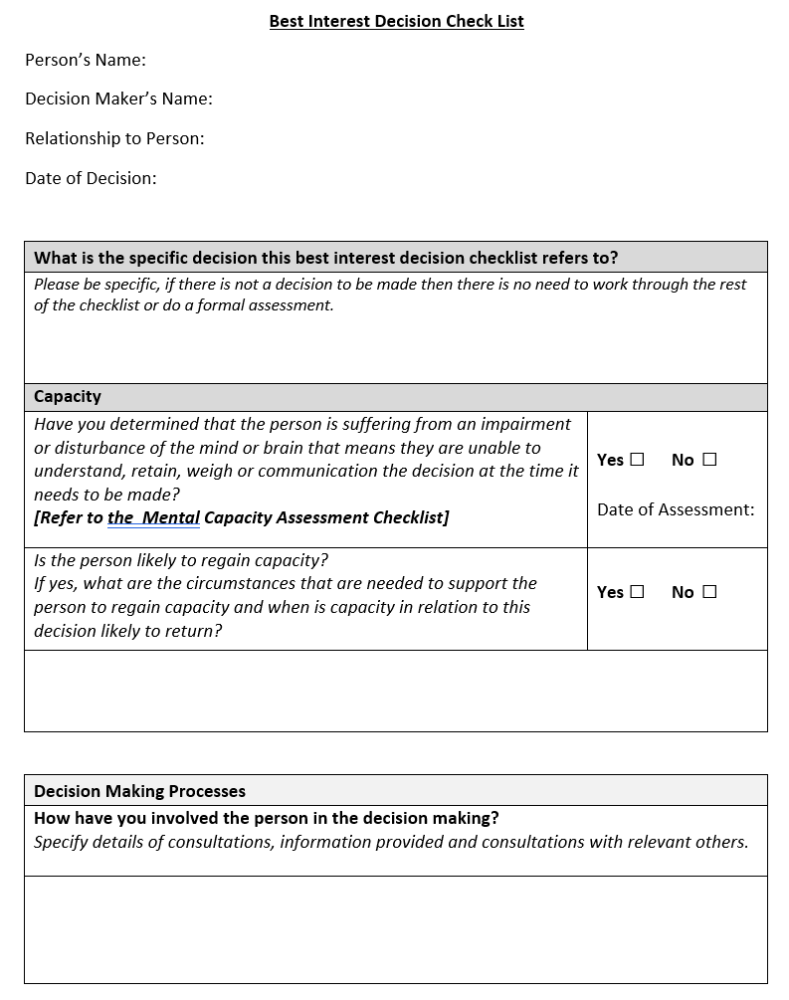 Best Interest Decision Check List
Person’s Name:
Decision Maker’s Name:
Relationship to Person:
Date of Decision:
What is the specific decision this best interest decision checklist refers to?
Please be specific, if there is not a decision to be made then there is no need to work through the rest
of the checklist or do a formal assessment.
Capacity
Have you determined that the person is suffering from an impairment
or disturbance of the mind or brain that means they are unable to
understand, retain, weigh or communication the decision at the time it
needs to be made?
[Refer to the  Mental Capacity Assessment Checklist]
Yes ☐ No ☐
Date of Assessment:
Is the person likely to regain capacity?
If yes, what are the circumstances that are needed to support the
person to regain capacity and when is capacity in relation to this
decision likely to return?
Yes ☐ No ☐
Decision Making Processes
How have you involved the person in the decision making?
Specify details of consultations, information provided and consultations with relevant others.